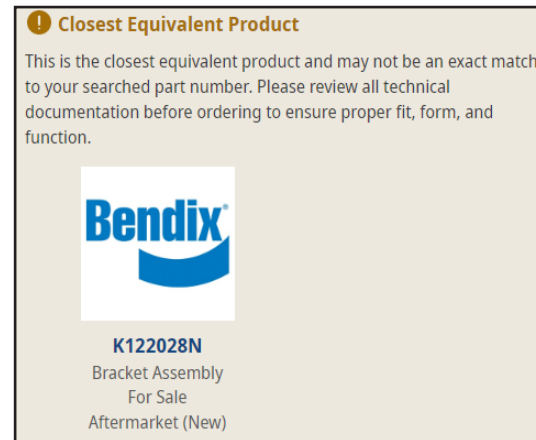 ! Closest Equivalent Product
This is the closest equivalent product and may not be an exact match
to your searched part number. Please review all technical
documentation before ordering to ensure proper fit, form, and
function.
Bendix®
K122028N
Bracket Assembly
For Sale
Aftermarket (New)